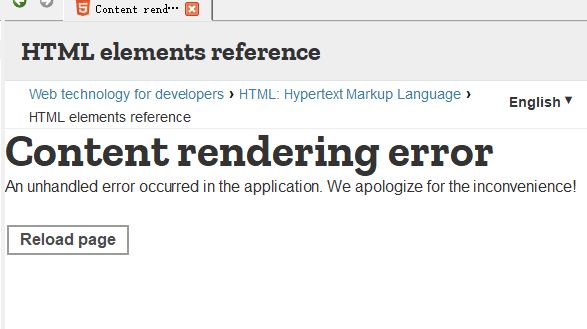 Content rend…
HTML elements reference
Web technology for developers › HTML: Hypertext Markup Language ›
English ▼
HTML elements reference
Content rendering error
An unhandled error occurred in the application. We apologize for the inconvenience!
Reload page